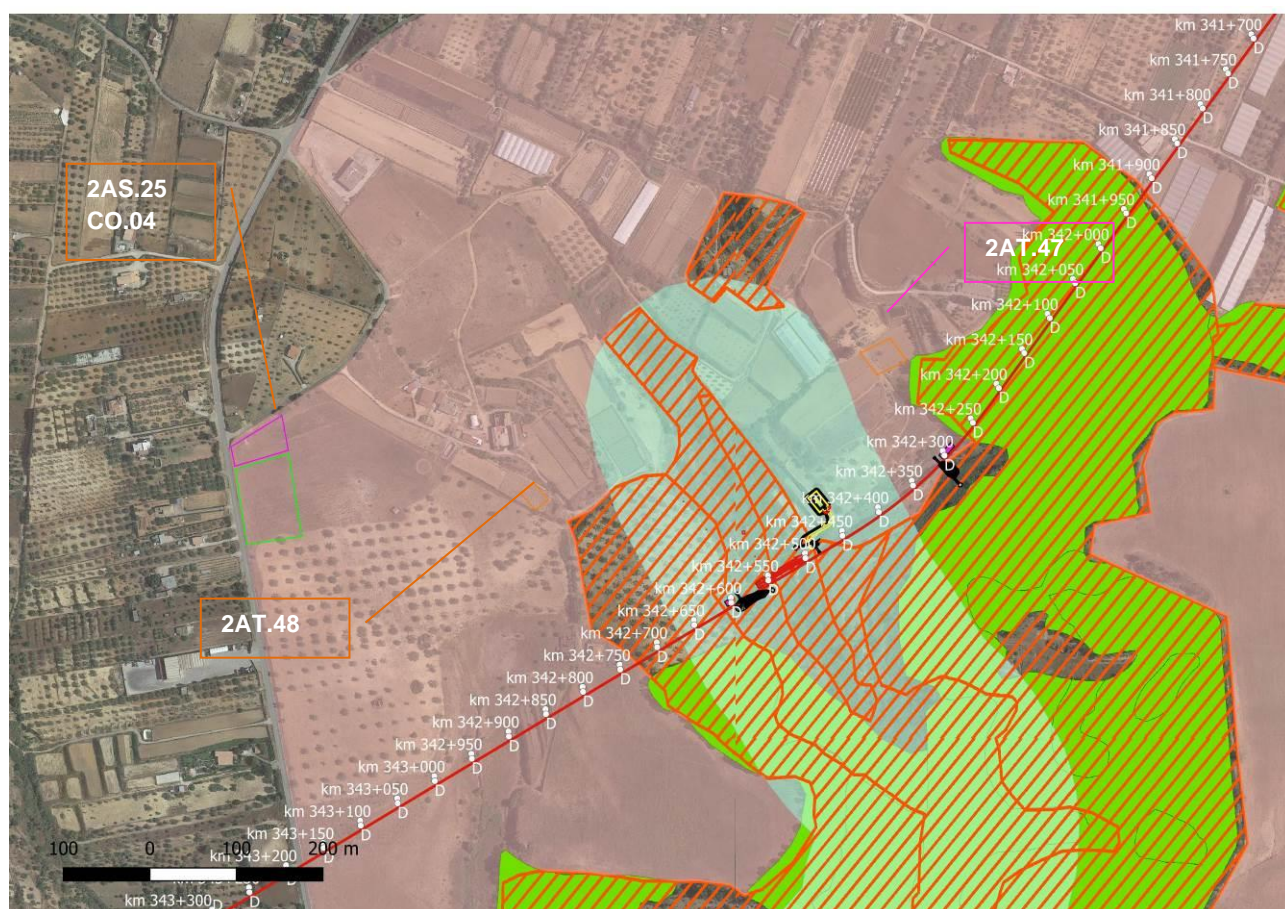 km 341+700
D
km 341+750
D
km 341+800
D
km 341+850
D
km 341+900
D
km 341+950
D
km 342+000
D
km 342+050
D
km 342+100
D
km 342+150
D
km 342+200
D
km 342+250
D
km 342+300
D
km 342+350
D
km 342+400
D
km 342+450
D
km 342+500
D
km 342+550
D
km 342+600
D
km 342+650
D
km 342+700
D
km 342+750
D
km 342+800
D
km 342+850
D
km 342+900
D
km 342+950
D
km 343+000
D
km 343+050
D
km 343+100
D
km 343+150
D
km 343+200
km 343+300
D
2AS.25
CO.04
2AT.47
2AT.48
100 0 100 200 m